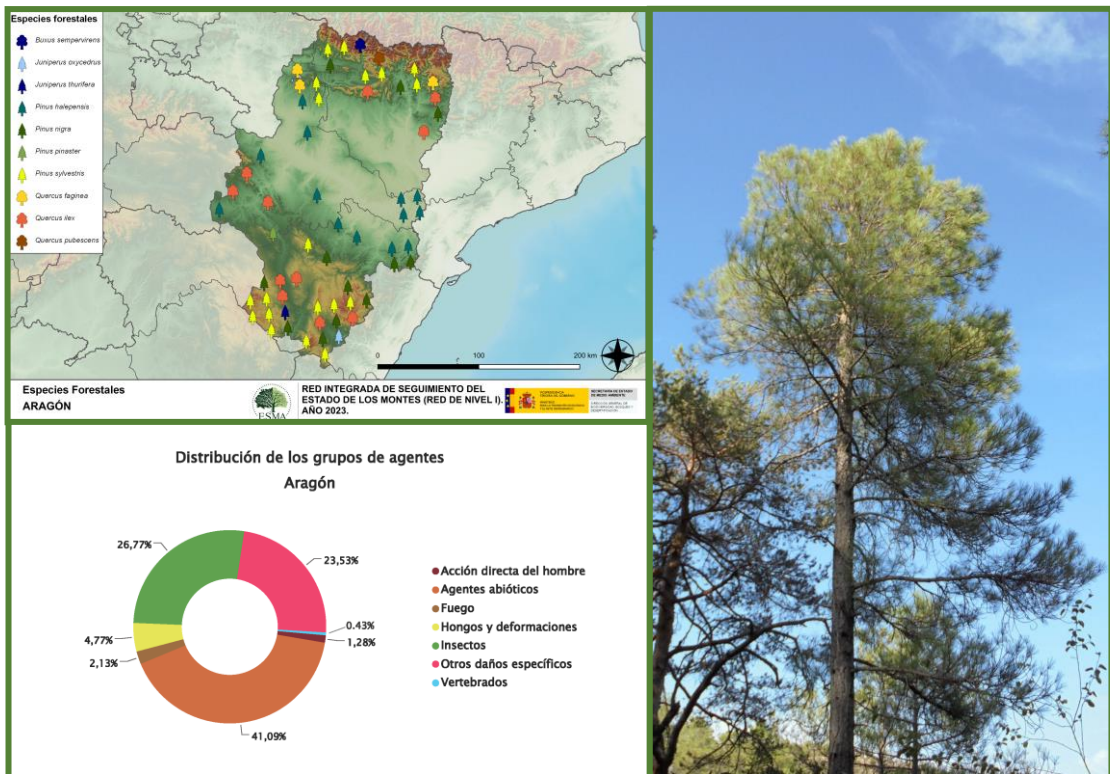 Especies forestales
Buxus sempervirens
Juniperus oxycedrus
Juniperus thurifera
Pinus halepensis
Pinus nigra
Pinus pinaster
Pinus sylvestris
Quercus faginea
Quercus ilex
Quercus pubescens
0 100 200 km
Especies Forestales
ARAGÓN
ESMA
RED INTEGRADA DE SEGUIMIENTO DEL
ESTADO DE LOS MONTES (RED DE NIVEL I).
AÑO 2023.
SECRETARÍA DE ESTADO
DE MEDIO AMBIENTE
Distribución de los grupos de agentes
Aragón
26,77%
23,53%
4,77%
2,13%
41,09%
0.43%
1,28%
Acción directa del hombre
Agentes abióticos
Fuego
Hongos y deformaciones
Insectos
Otros daños específicos
Vertebrados